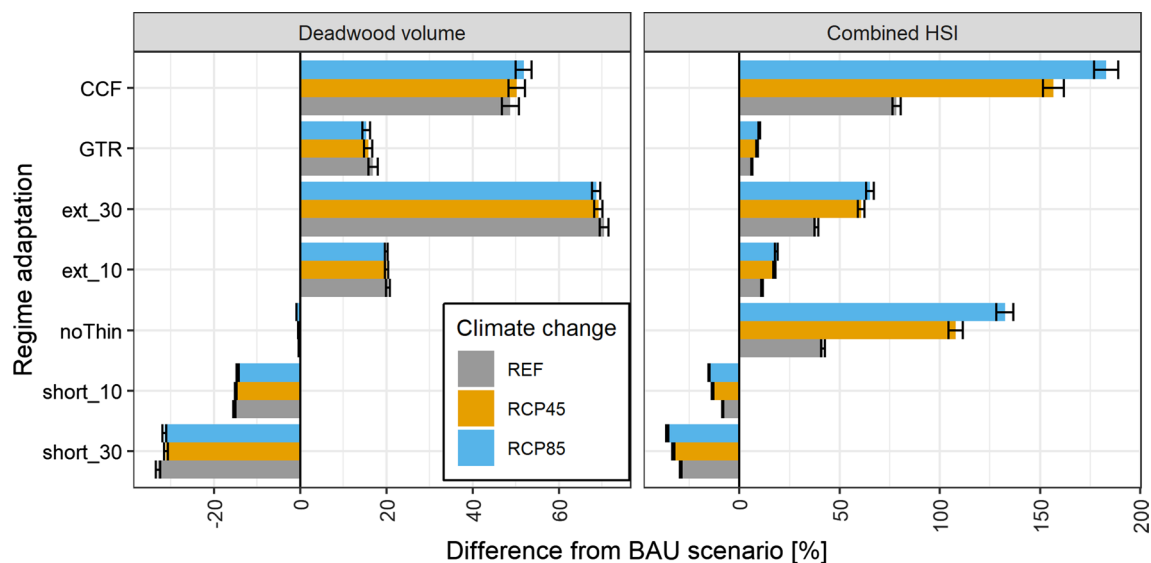 Deadwood volume
Combined HSI
Regime adaptation
CCF
GTR
ext_30
ext_10
noThin
short_10
short_30
Climate change
REF
RCP45
RCP85
-20
0
20
40
60
0
50
100
150
200
Difference from BAU scenario [%]